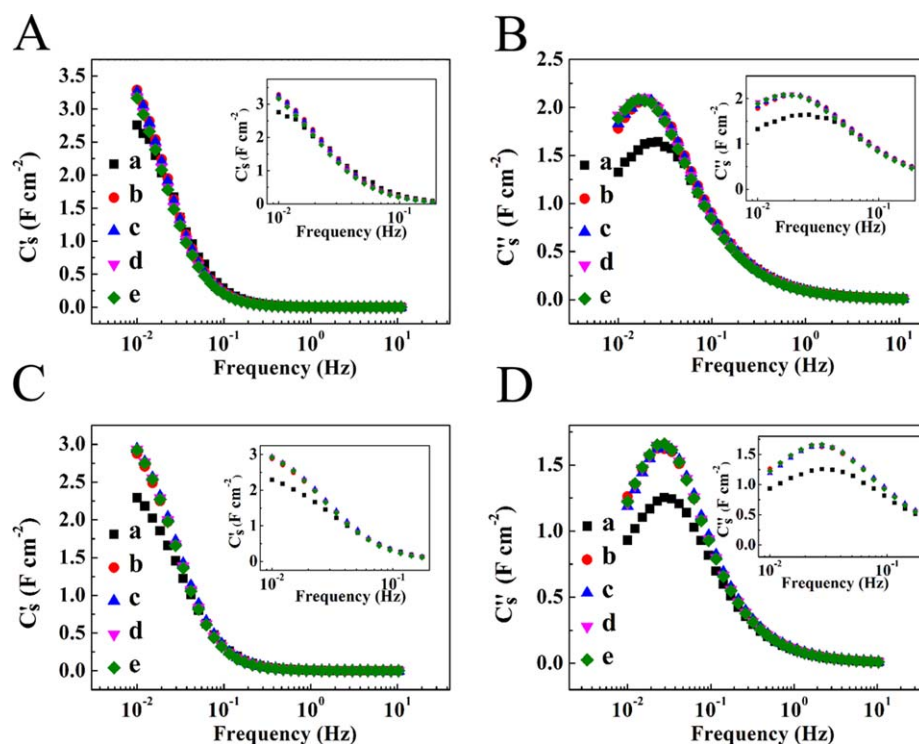 A
3.5
3.0
2.5
2.0
1.5
1.0
0.5
0.0
C's (F cm⁻²)
a
b
c
d
e
10⁻² 10⁻¹ 10⁰ 10¹
Frequency (Hz)
3
2
1
0
C's (F cm⁻²)
10⁻² 10⁻¹
Frequency (Hz)
B
2.5
2.0
1.5
1.0
0.5
0.0
C''s (F cm⁻²)
a
b
c
d
e
10⁻² 10⁻¹ 10⁰ 10¹
Frequency (Hz)
2
1
0
C''s (F cm⁻²)
10⁻² 10⁻¹
Frequency (Hz)
C
3.0
2.5
2.0
1.5
1.0
0.5
0.0
C's (F cm⁻²)
a
b
c
d
e
10⁻² 10⁻¹ 10⁰ 10¹
Frequency (Hz)
3
2
1
0
C's (F cm⁻²)
10⁻² 10⁻¹
Frequency (Hz)
D
1.5
1.0
0.5
0.0
C''s (F cm⁻²)
a
b
c
d
e
10⁻² 10⁻¹ 10⁰ 10¹
Frequency (Hz)
1.5
1.0
0.5
0.0
C''s (F cm⁻²)
10⁻² 10⁻¹
Frequency (Hz)